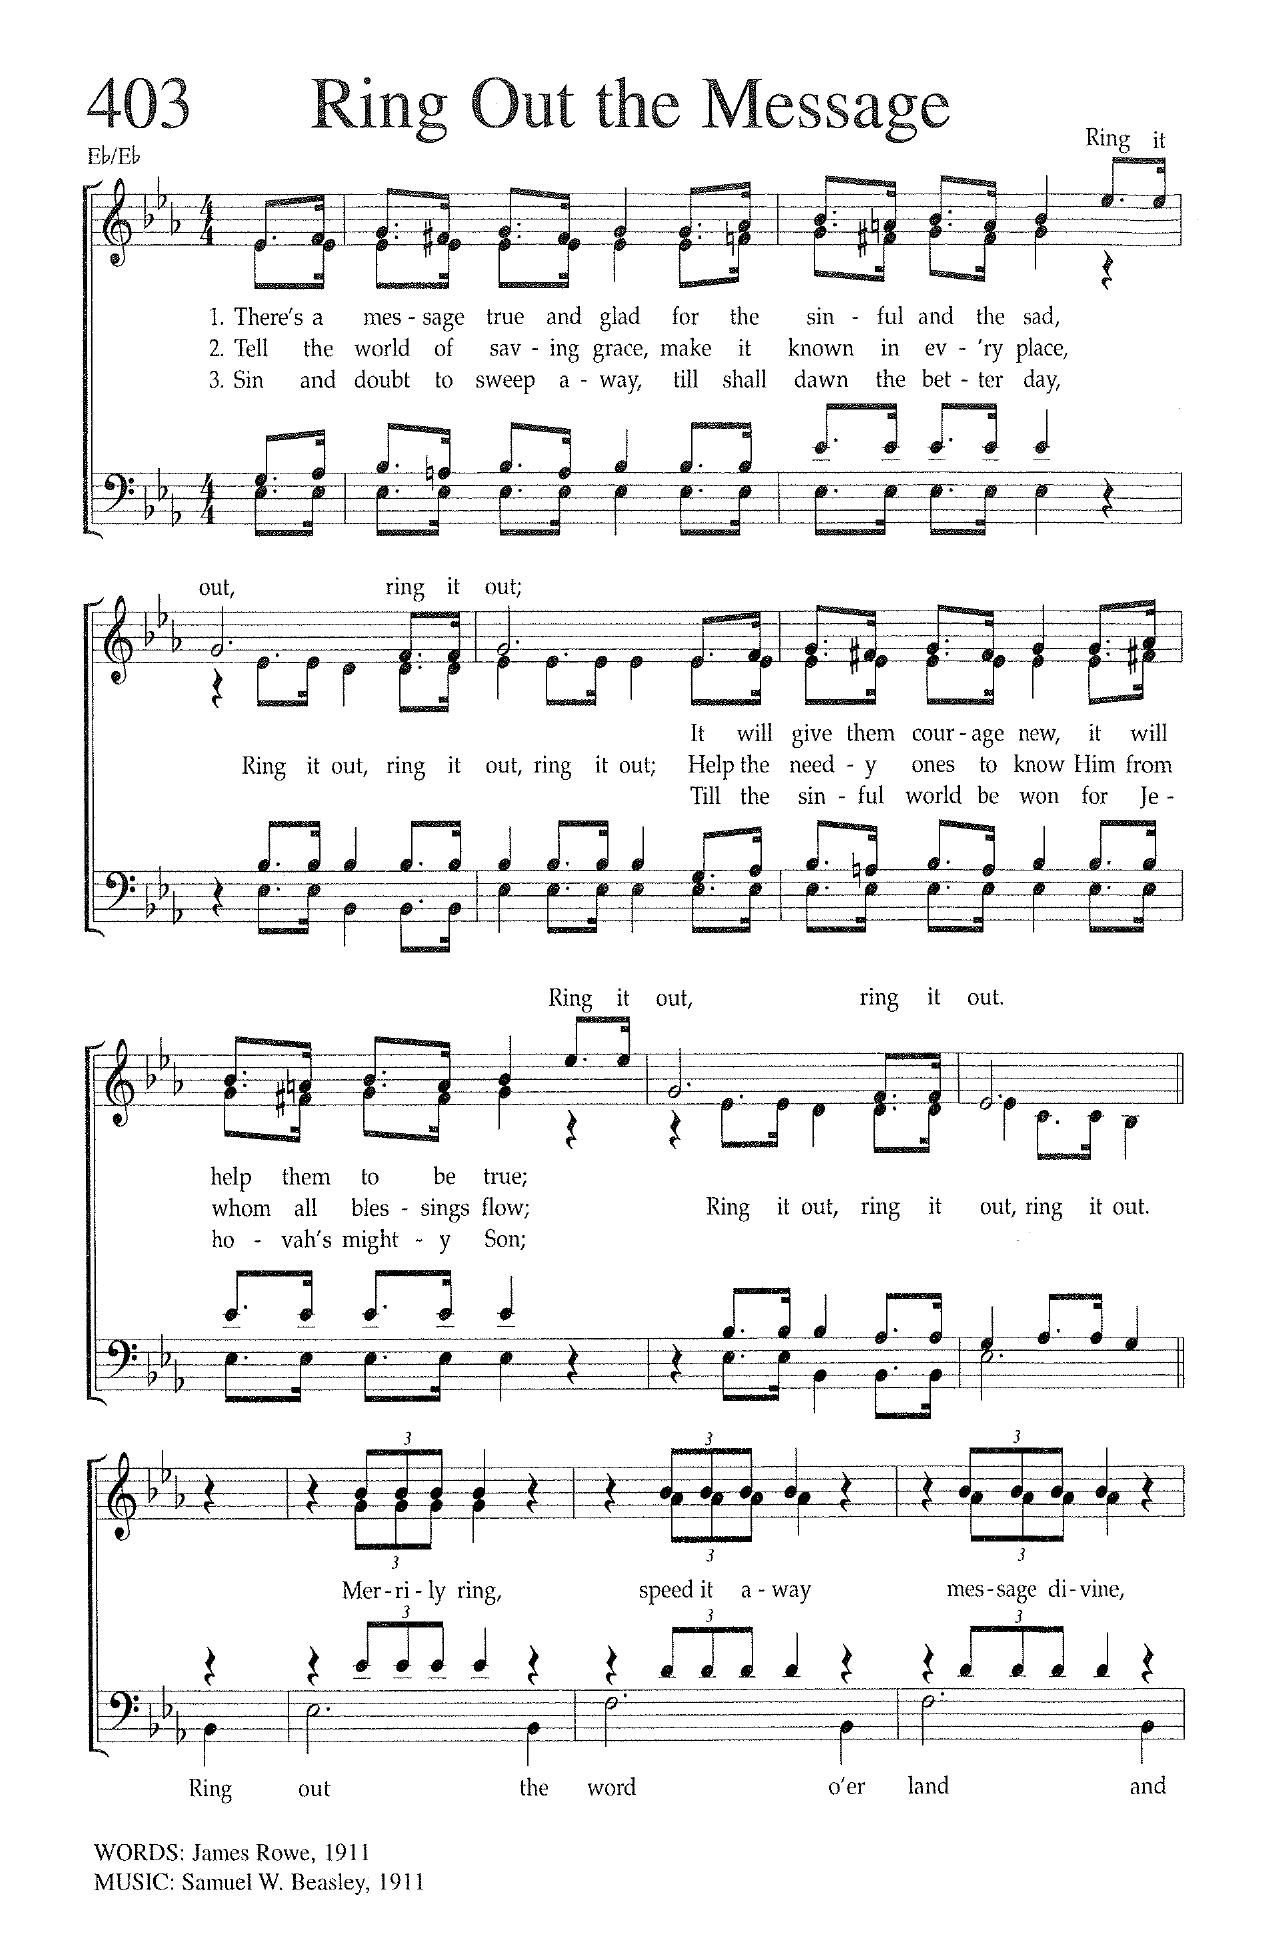 403 Ring Out the Message
E♭/E♭
Ring it
4 4
1. There's a mes - sage true and glad for the sin - ful and the sad,
2. Tell the world of sav - ing grace, make it known in ev - 'ry place,
3. Sin and doubt to sweep a - way, till shall dawn the bet - ter day,
4 4
out, ring it out;
It will give them cour - age new, it will
Ring it out, ring it out, ring it out; Help the need - y ones to know Him from
Till the sin - ful world be won for Je -
Ring it out, ring it out.
help them to be true;
whom all bles - sings flow; Ring it out, ring it out, ring it out.
ho - vah's might - y Son;
3 3 3
3 3 3
Mer - ri - ly ring, speed it a - way mes - sage di - vine,
3 3 3
Ring out the word o'er land and
WORDS: James Rowe, 1911
MUSIC: Samuel W. Beasley, 1911